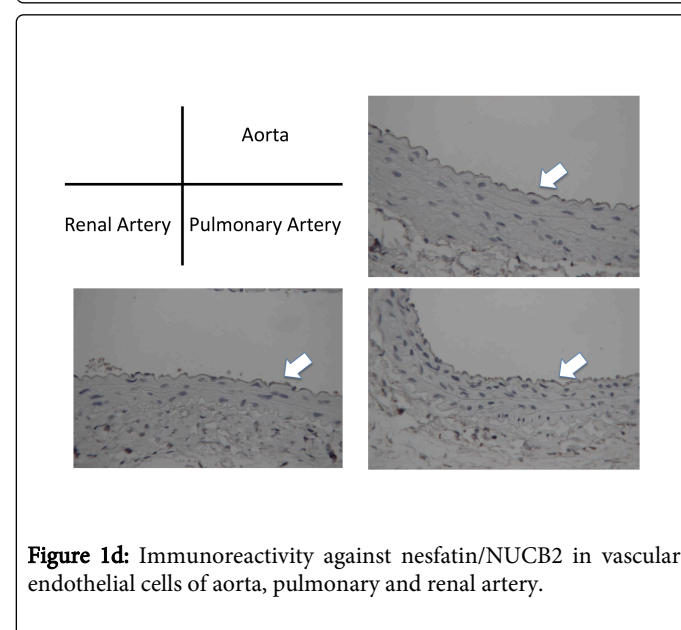 Aorta
Renal Artery
Pulmonary Artery
Figure 1d: Immunoreactivity against nesfatin/NUCB2 in vascular
endothelial cells of aorta, pulmonary and renal artery.